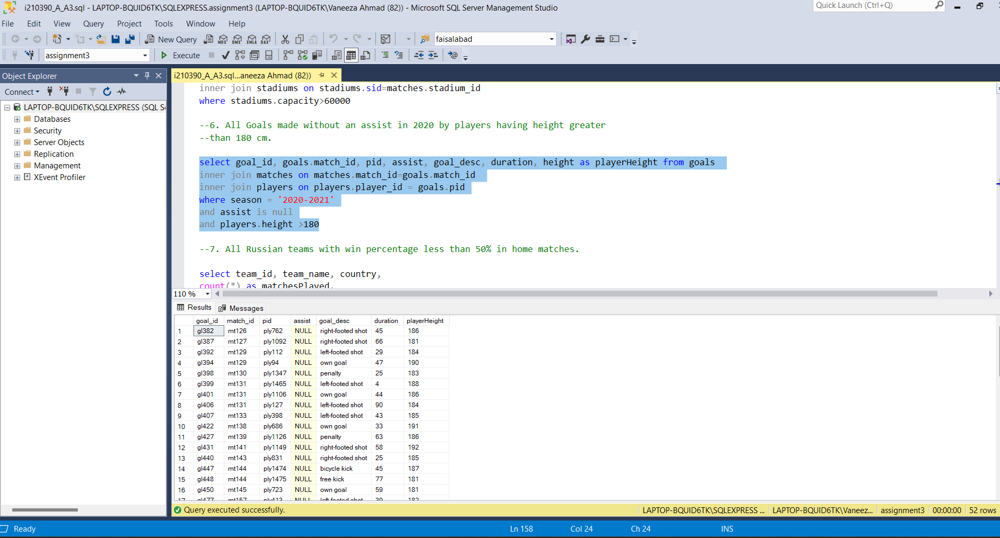 i210390_A_A3.sql - LAPTOP-BQUID6TK\SQLEXPRESS.assignment3 (LAPTOP-BQUID6TK\Vaneeza Ahmad (82)) - Microsoft SQL Server Management Studio
Quick Launch (Ctrl+Q)
File Edit View Query Project Tools Window Help
New Query MDX DMX XMLA DAX faisalabad
assignment3 Execute
Object Explorer
Connect
LAPTOP-BQUID6TK\SQLEXPRESS (SQL S
Databases
Security
Server Objects
Replication
Management
XEvent Profiler
i210390_A_A3.sql...aneeza Ahmad (82))
inner join stadiums on stadiums.sid=matches.stadium_id
where stadiums.capacity>60000
--6. All Goals made without an assist in 2020 by players having height greater
--than 180 cm.
select goal_id, goals.match_id, pid, assist, goal_desc, duration, height as playerHeight from goals
inner join matches on matches.match_id=goals.match_id
inner join players on players.player_id = goals.pid
where season = '2020-2021'
and assist is null
and players.height >180
--7. All Russian teams with win percentage less than 50% in home matches.
select team_id, team_name, country,
count(*) as matchesPlayed,
110 %
Results Messages
goal_id match_id pid assist goal_desc duration playerHeight
1 gl382 mt126 ply762 NULL right-footed shot 45 186
2 gl387 mt127 ply1092 NULL right-footed shot 66 181
3 gl392 mt129 ply112 NULL left-footed shot 29 184
4 gl394 mt129 ply94 NULL own goal 47 190
5 gl398 mt130 ply1347 NULL penalty 25 183
6 gl399 mt131 ply1465 NULL left-footed shot 4 188
7 gl401 mt131 ply1106 NULL own goal 44 186
8 gl406 mt131 ply127 NULL left-footed shot 90 184
9 gl407 mt133 ply398 NULL left-footed shot 43 185
10 gl422 mt138 ply686 NULL own goal 33 191
11 gl427 mt139 ply1126 NULL penalty 63 186
12 gl431 mt141 ply1149 NULL right-footed shot 58 192
13 gl440 mt143 ply831 NULL right-footed shot 25 185
14 gl447 mt144 ply1474 NULL bicycle kick 45 187
15 gl448 mt144 ply1475 NULL free kick 77 181
16 gl450 mt145 ply723 NULL own goal 59 181
17 gl477 mt157 ply413 NULL left-footed shot 39 182
Query executed successfully. LAPTOP-BQUID6TK\SQLEXPRESS ... LAPTOP-BQUID6TK\Vaneez... assignment3 00:00:00 52 rows
Ready Ln 158 Col 24 Ch 24 INS